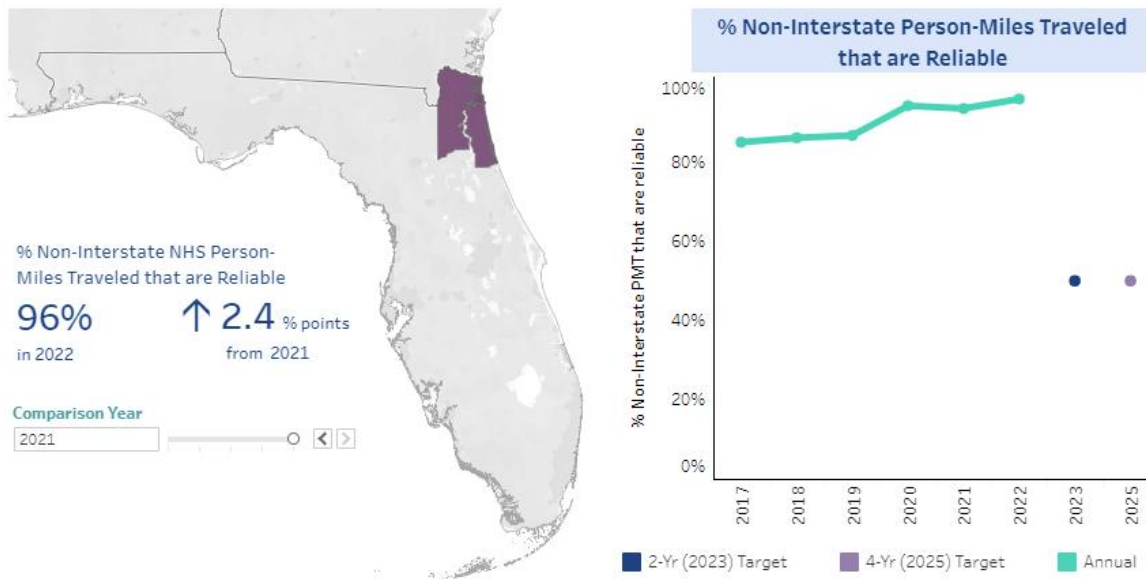 % Non-Interstate NHS Person-
Miles Traveled that are Reliable
96%
in 2022
↑ 2.4 % points
from 2021
Comparison Year
2021
% Non-Interstate Person-Miles Traveled
that are Reliable
% Non-Interstate PMT that are reliable
100%
80%
60%
40%
20%
0%
2017
2018
2019
2020
2021
2022
2023
2025
2-Yr (2023) Target
4-Yr (2025) Target
Annual